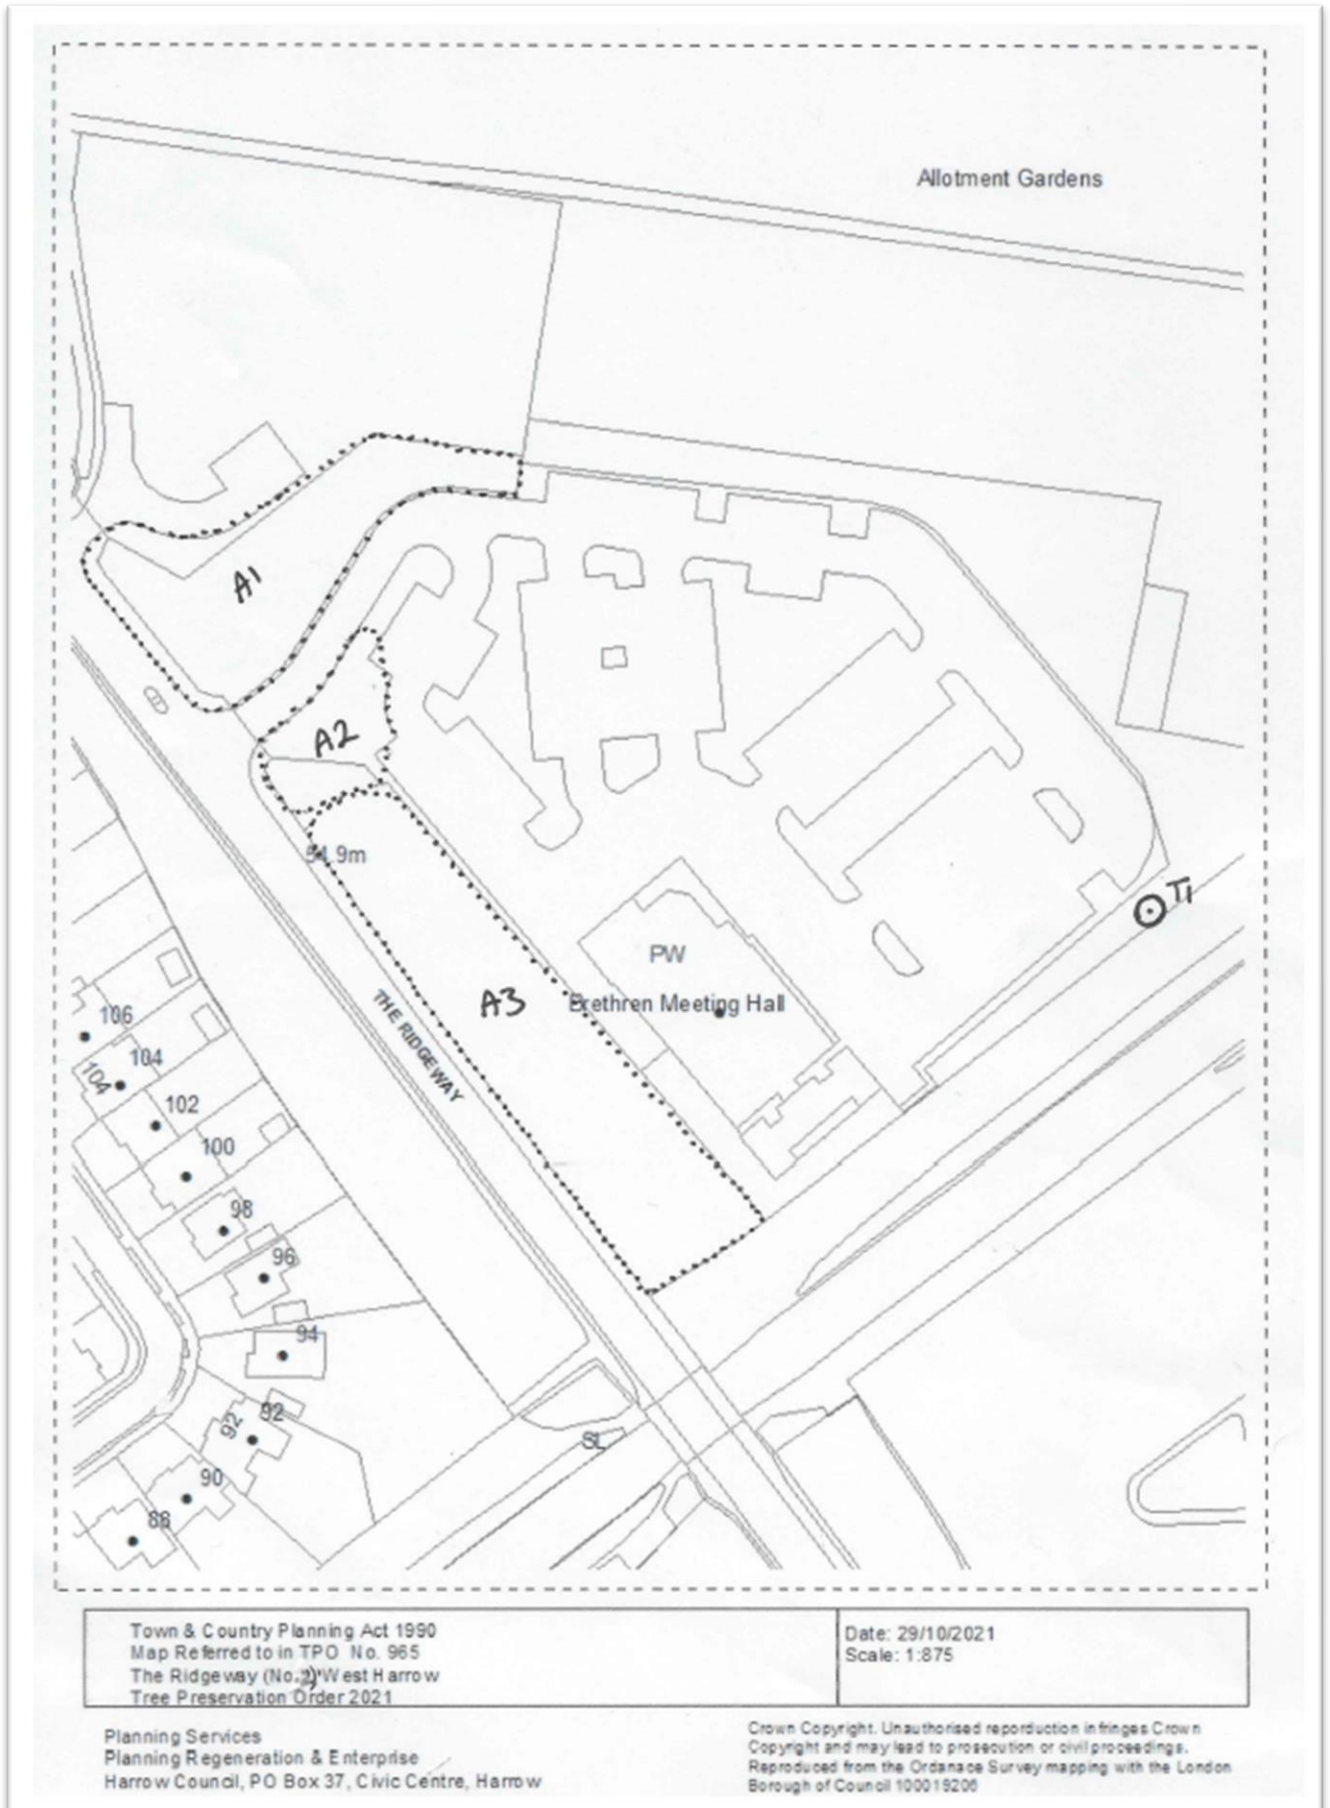 Allotment Gardens
A1
A2
54.9m
T1
PW
Brethren Meeting Hall
A3
THE RIDGEWAY
106
104
104
102
100
98
96
94
92
92
SL
90
88
Town & Country Planning Act 1990
Map Referred to in TPO No. 965
The Ridgeway (No.2) West Harrow
Tree Preservation Order 2021
Date: 29/10/2021
Scale: 1:875
Planning Services
Planning Regeneration & Enterprise
Harrow Council, PO Box 37, Civic Centre, Harrow
Crown Copyright. Unauthorised reporduction infringes Crown
Copyright and may lead to prosecution or civil proceedings.
Reproduced from the Ordanace Survey mapping with the London
Borough of Council 100019206